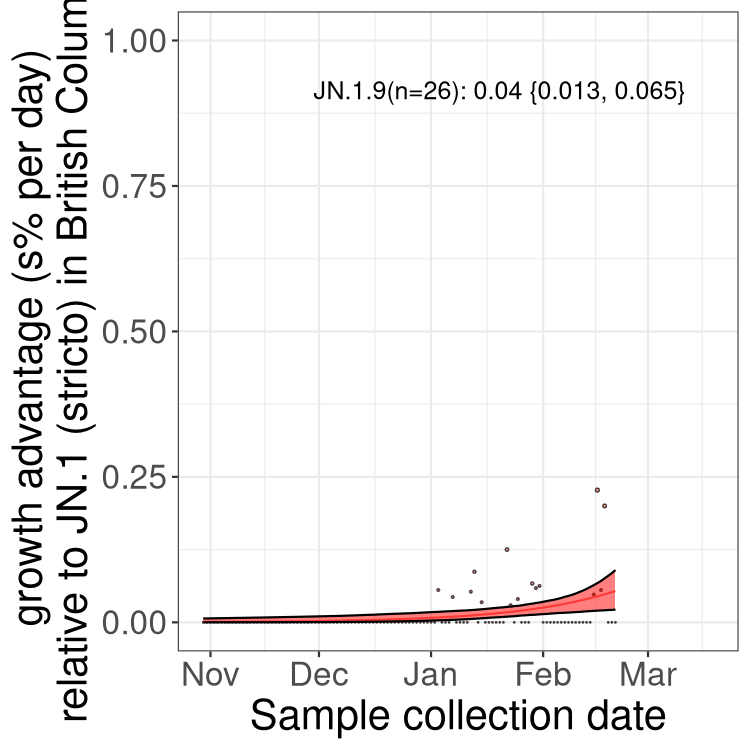 growth advantage (s% per day)
relative to JN.1 (stricto) in British Colum
1.00
0.75
0.50
0.25
0.00
JN.1.9(n=26): 0.04 {0.013, 0.065}
Nov Dec Jan Feb Mar
Sample collection date